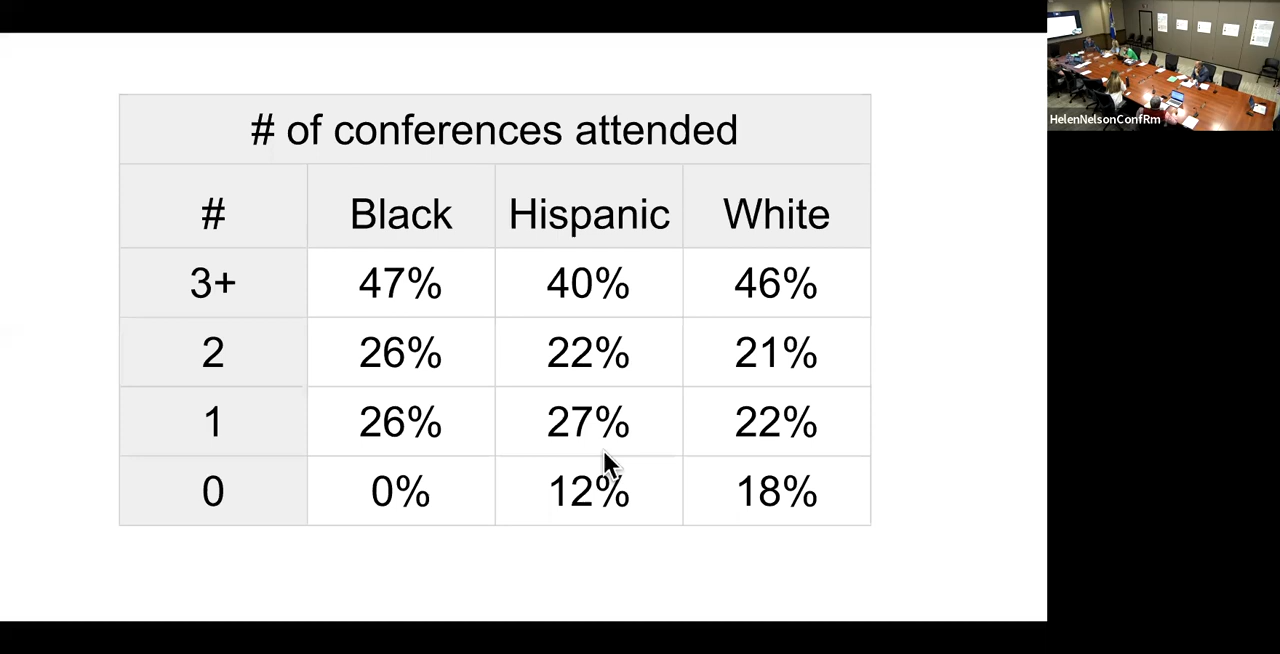 # of conferences attended
# Black Hispanic White
3+ 47% 40% 46%
2 26% 22% 21%
1 26% 27% 22%
0 0% 12% 18%
HelenNelsonConfRm